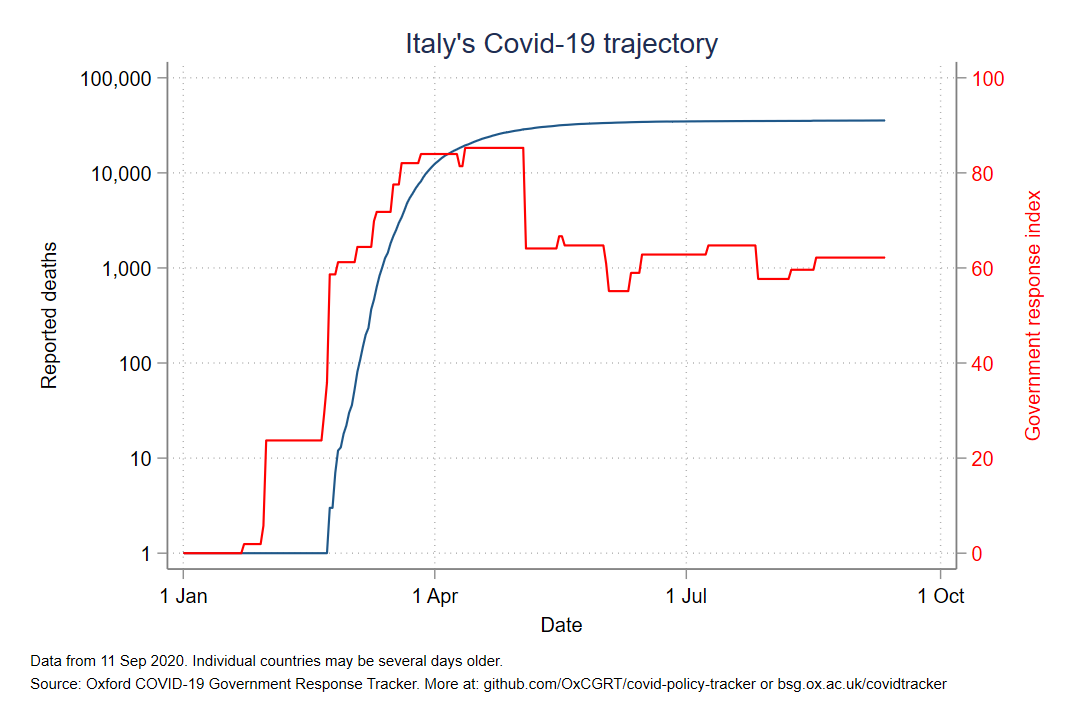 Italy's Covid-19 trajectory
100,000
10,000
1,000
100
10
1
Reported deaths
100
80
60
40
20
0
Government response index
1 Jan
1 Apr
1 Jul
1 Oct
Date
Data from 11 Sep 2020. Individual countries may be several days older.
Source: Oxford COVID-19 Government Response Tracker. More at: github.com/OxCGRT/covid-policy-tracker or bsg.ox.ac.uk/covidtracker